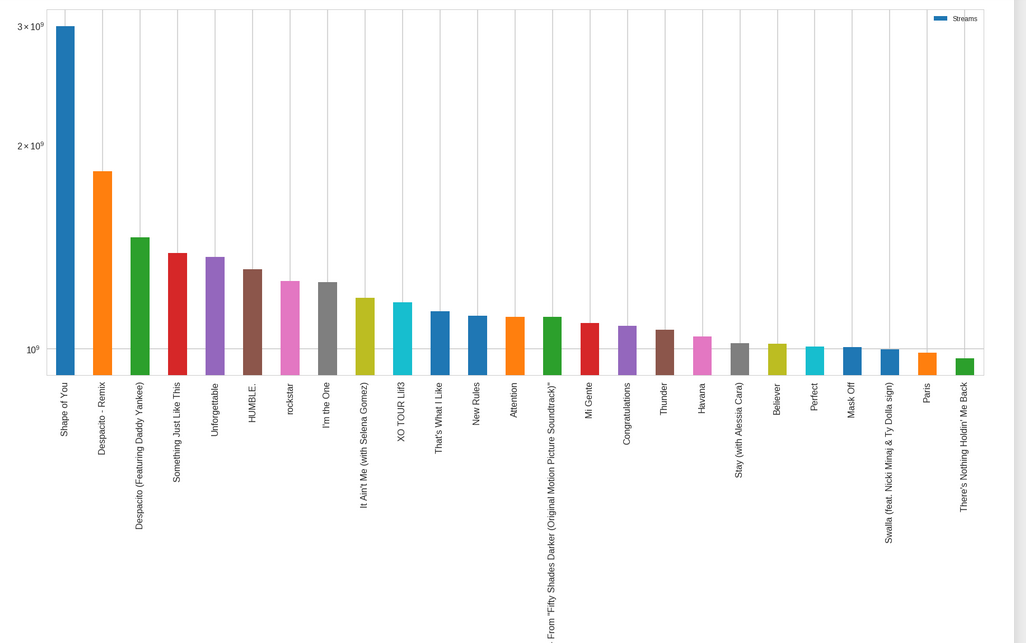 3 × 10⁹
2 × 10⁹
10⁹
Streams
Shape of You
Despacito - Remix
Despacito (Featuring Daddy Yankee)
Something Just Like This
Unforgettable
HUMBLE.
rockstar
I'm the One
It Ain't Me (with Selena Gomez)
XO TOUR Llif3
That's What I Like
New Rules
Attention
- From "Fifty Shades Darker (Original Motion Picture Soundtrack)"
Mi Gente
Congratulations
Thunder
Havana
Stay (with Alessia Cara)
Believer
Perfect
Mask Off
Swalla (feat. Nicki Minaj & Ty Dolla sign)
Paris
There's Nothing Holdin' Me Back